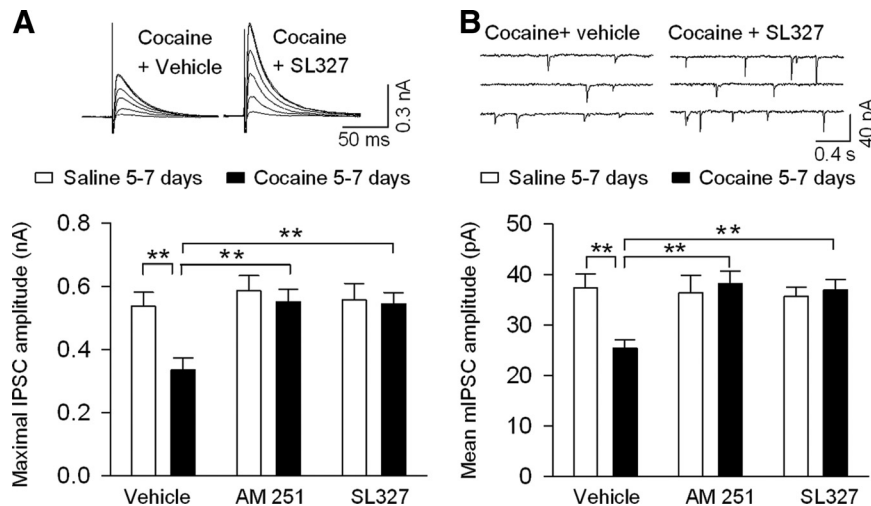 A
Cocaine
+ Vehicle
Cocaine
+ SL327
0.3 nA
50 ms
Saline 5-7 days
Cocaine 5-7 days
Maximal IPSC amplitude (nA)
0.8
0.6
0.4
0.2
0.0
**
**
**
Vehicle
AM 251
SL327
B
Cocaine+ vehicle
Cocaine + SL327
40 pA
0.4 s
Saline 5-7 days
Cocaine 5-7 days
Mean mIPSC amplitude (pA)
50
40
30
20
10
0
**
**
**
Vehicle
AM 251
SL327